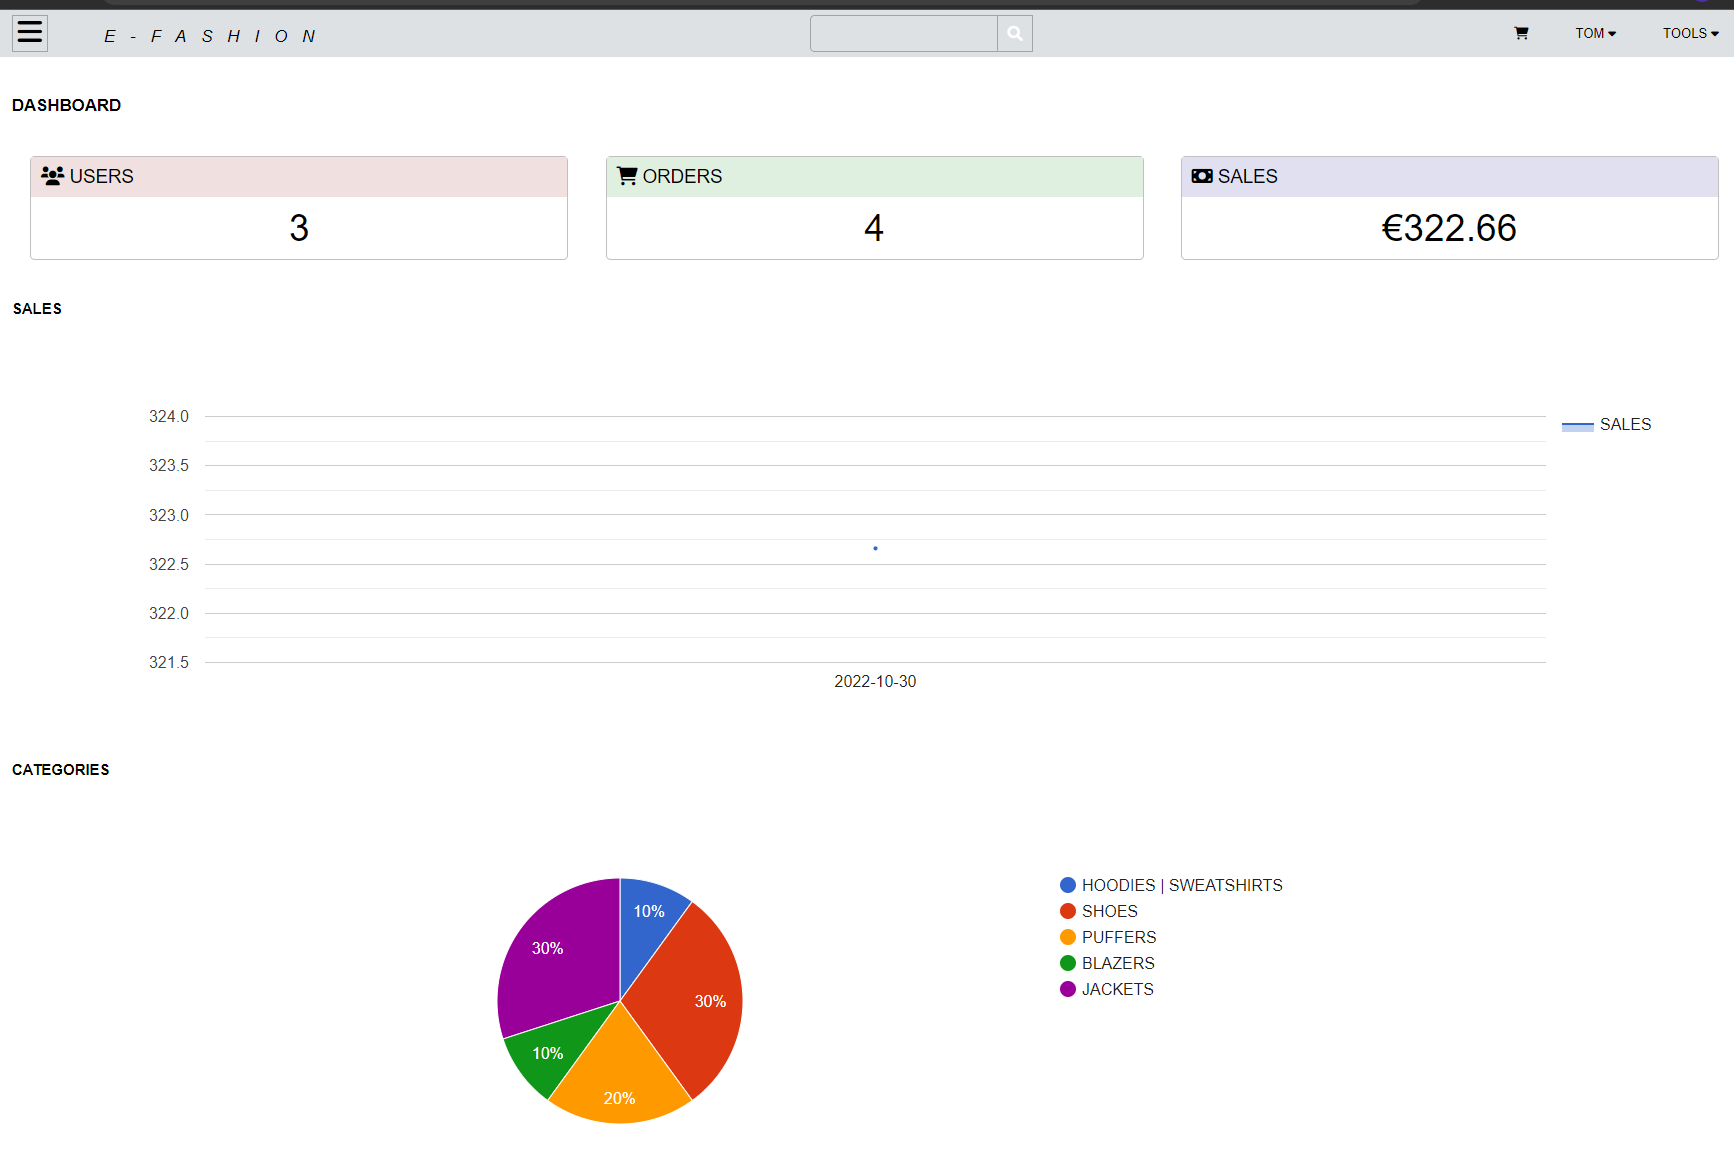 E-FASHION
TOM
TOOLS
DASHBOARD
USERS
3
ORDERS
4
SALES
€322.66
SALES
324.0
323.5
323.0
322.5
322.0
321.5
2022-10-30
SALES
CATEGORIES
10%
30%
20%
10%
30%
HOODIES | SWEATSHIRTS
SHOES
PUFFERS
BLAZERS
JACKETS